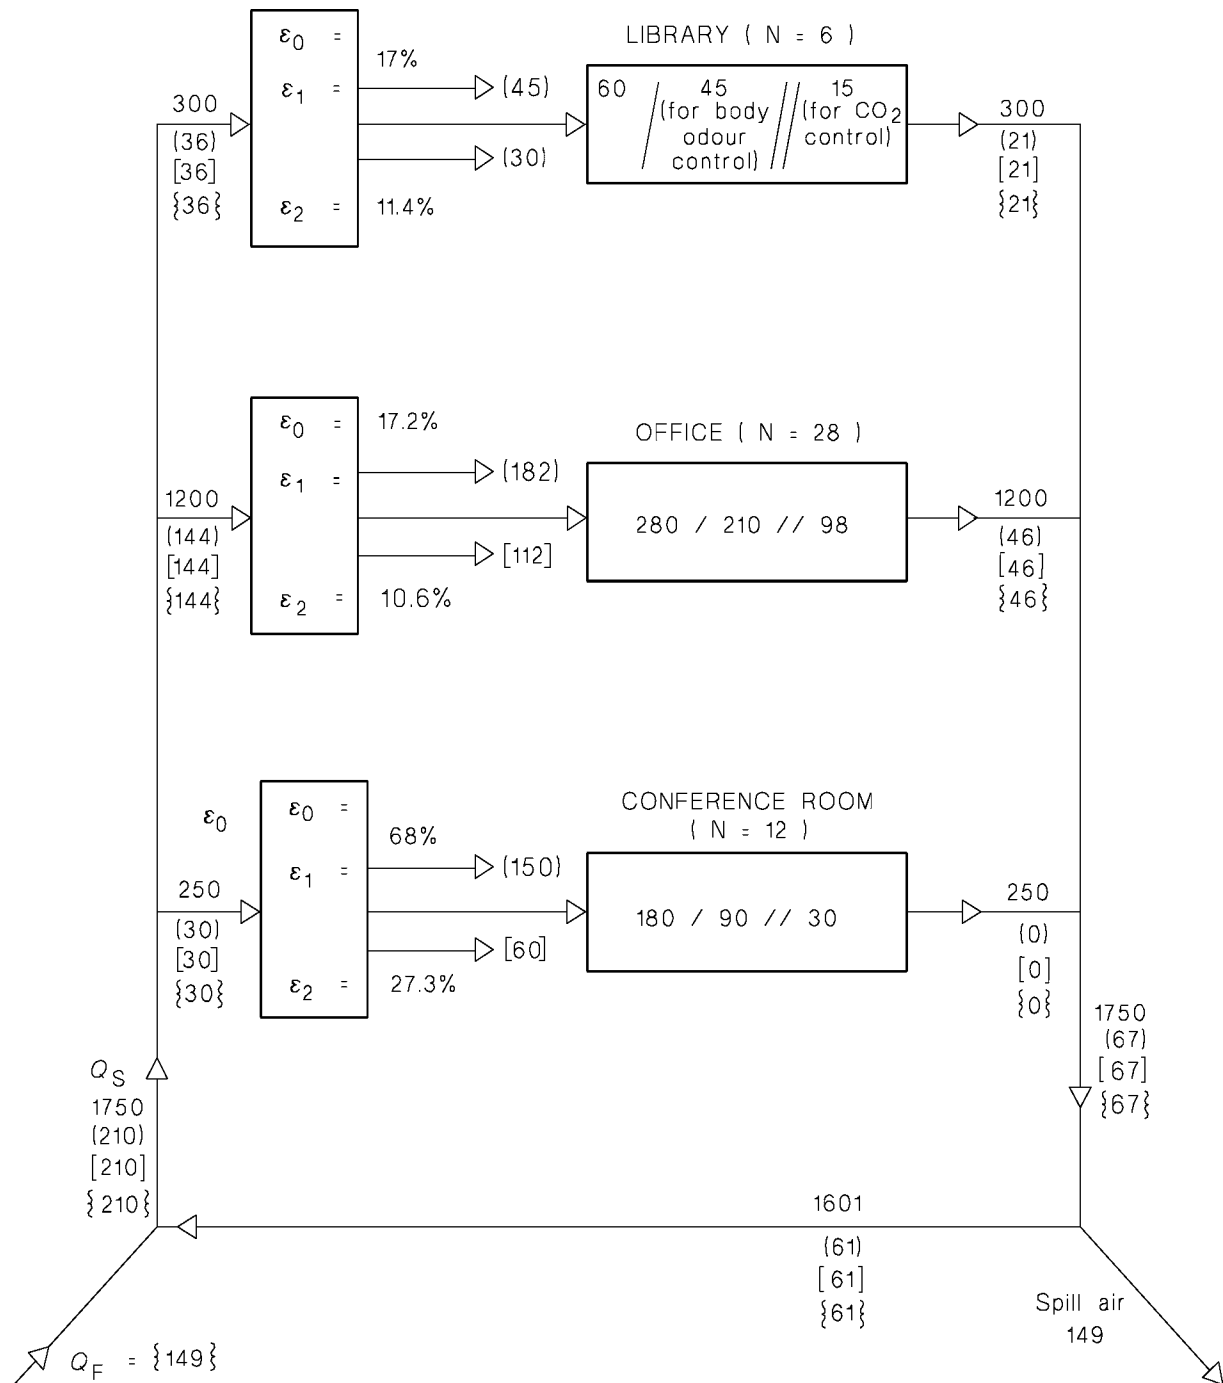 LIBRARY ( N = 6 )
ε0 =
17%
ε1 =
(45)
(30)
ε2 =
11.4%
300
(36)
[36]
{36}
60 / 45 // 15
(for body (for CO2
odour control)
control)
300
(21)
[21]
{21}
OFFICE ( N = 28 )
ε0 =
17.2%
ε1 =
(182)
[112]
ε2 =
10.6%
1200
(144)
[144]
{144}
280 / 210 // 98
1200
(46)
[46]
{46}
CONFERENCE ROOM
( N = 12 )
ε0
ε0 =
68%
ε1 =
(150)
[60]
ε2 =
27.3%
250
(30)
[30]
{30}
180 / 90 // 30
250
(0)
[0]
{0}
1750
(67)
[67]
{67}
QS
1750
(210)
[210]
{210}
1601
(61)
[61]
{61}
Spill air
149
QF = {149}